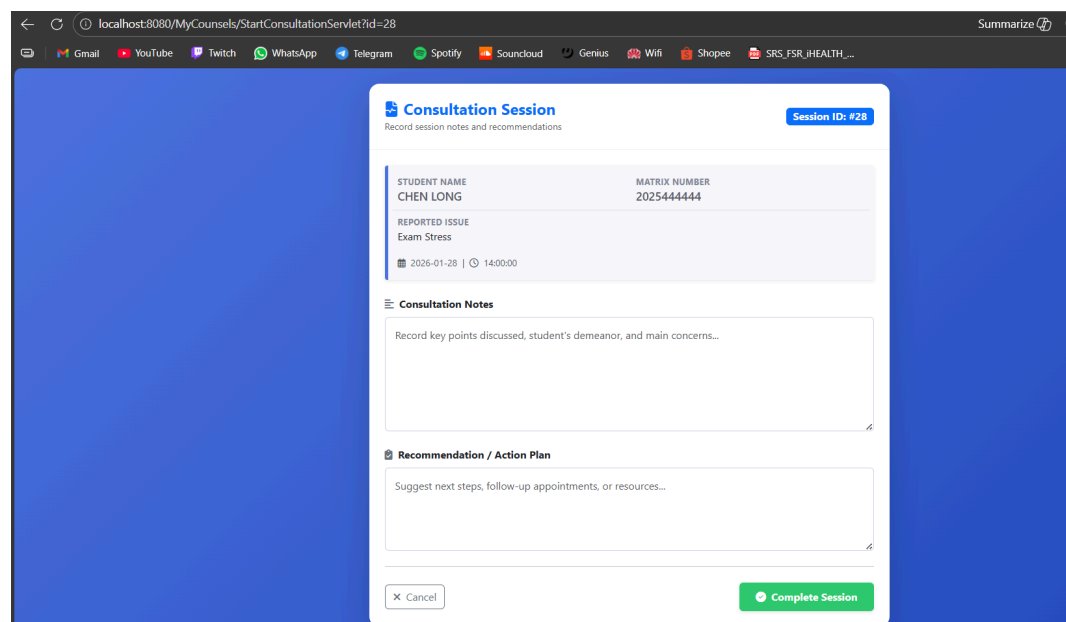 localhost:8080/MyCounsels/StartConsultationServlet?id=28
Summarize
Gmail YouTube Twitch WhatsApp Telegram Spotify Souncloud Genius Wifi Shopee SRS_FSR_iHEALTH_...
Consultation Session
Record session notes and recommendations
Session ID: #28
STUDENT NAME MATRIX NUMBER
CHEN LONG 2025444444
REPORTED ISSUE
Exam Stress
2026-01-28 | 14:00:00
Consultation Notes
Record key points discussed, student's demeanor, and main concerns...
Recommendation / Action Plan
Suggest next steps, follow-up appointments, or resources...
Cancel Complete Session